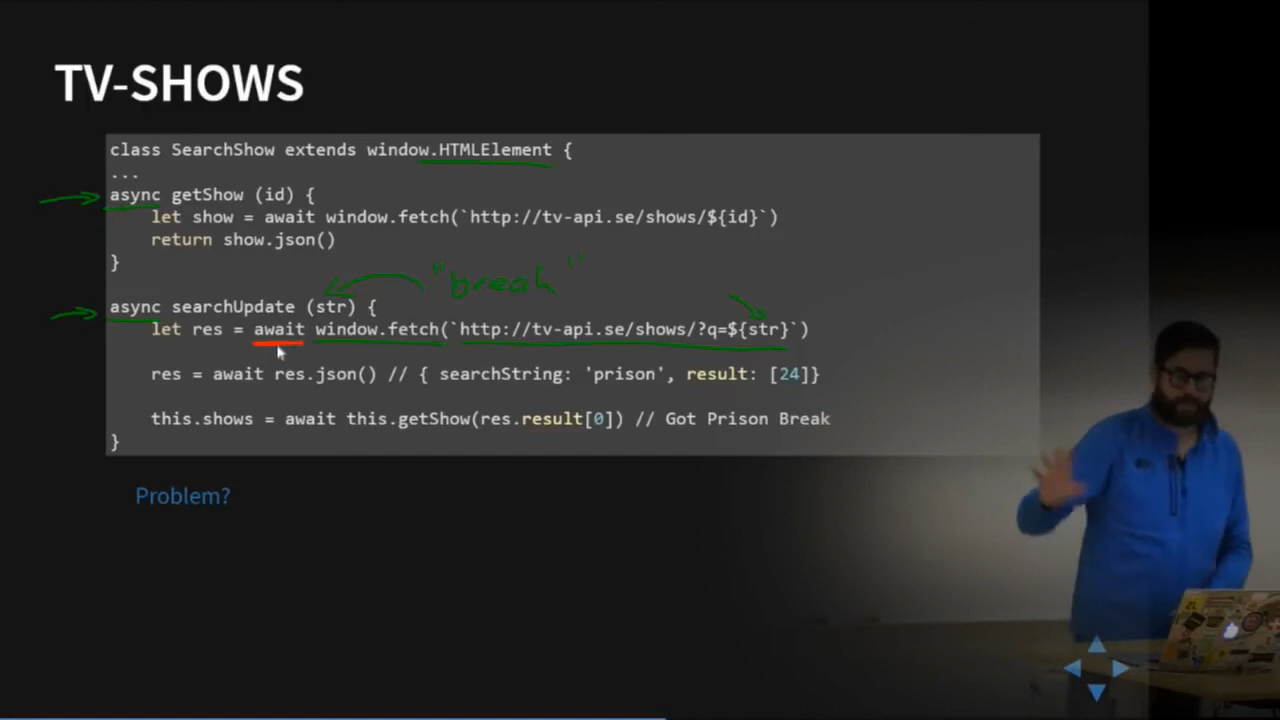 TV-SHOWS
class SearchShow extends window.HTMLElement {
...
async getShow (id) {
let show = await window.fetch(`http://tv-api.se/shows/${id}`)
return show.json()
}
"break"
async searchUpdate (str) {
let res = await window.fetch(`http://tv-api.se/shows/?q=${str}`)
res = await res.json() // { searchString: 'prison', result: [24]}
this.shows = await this.getShow(res.result[0]) // Got Prison Break
}
Problem?